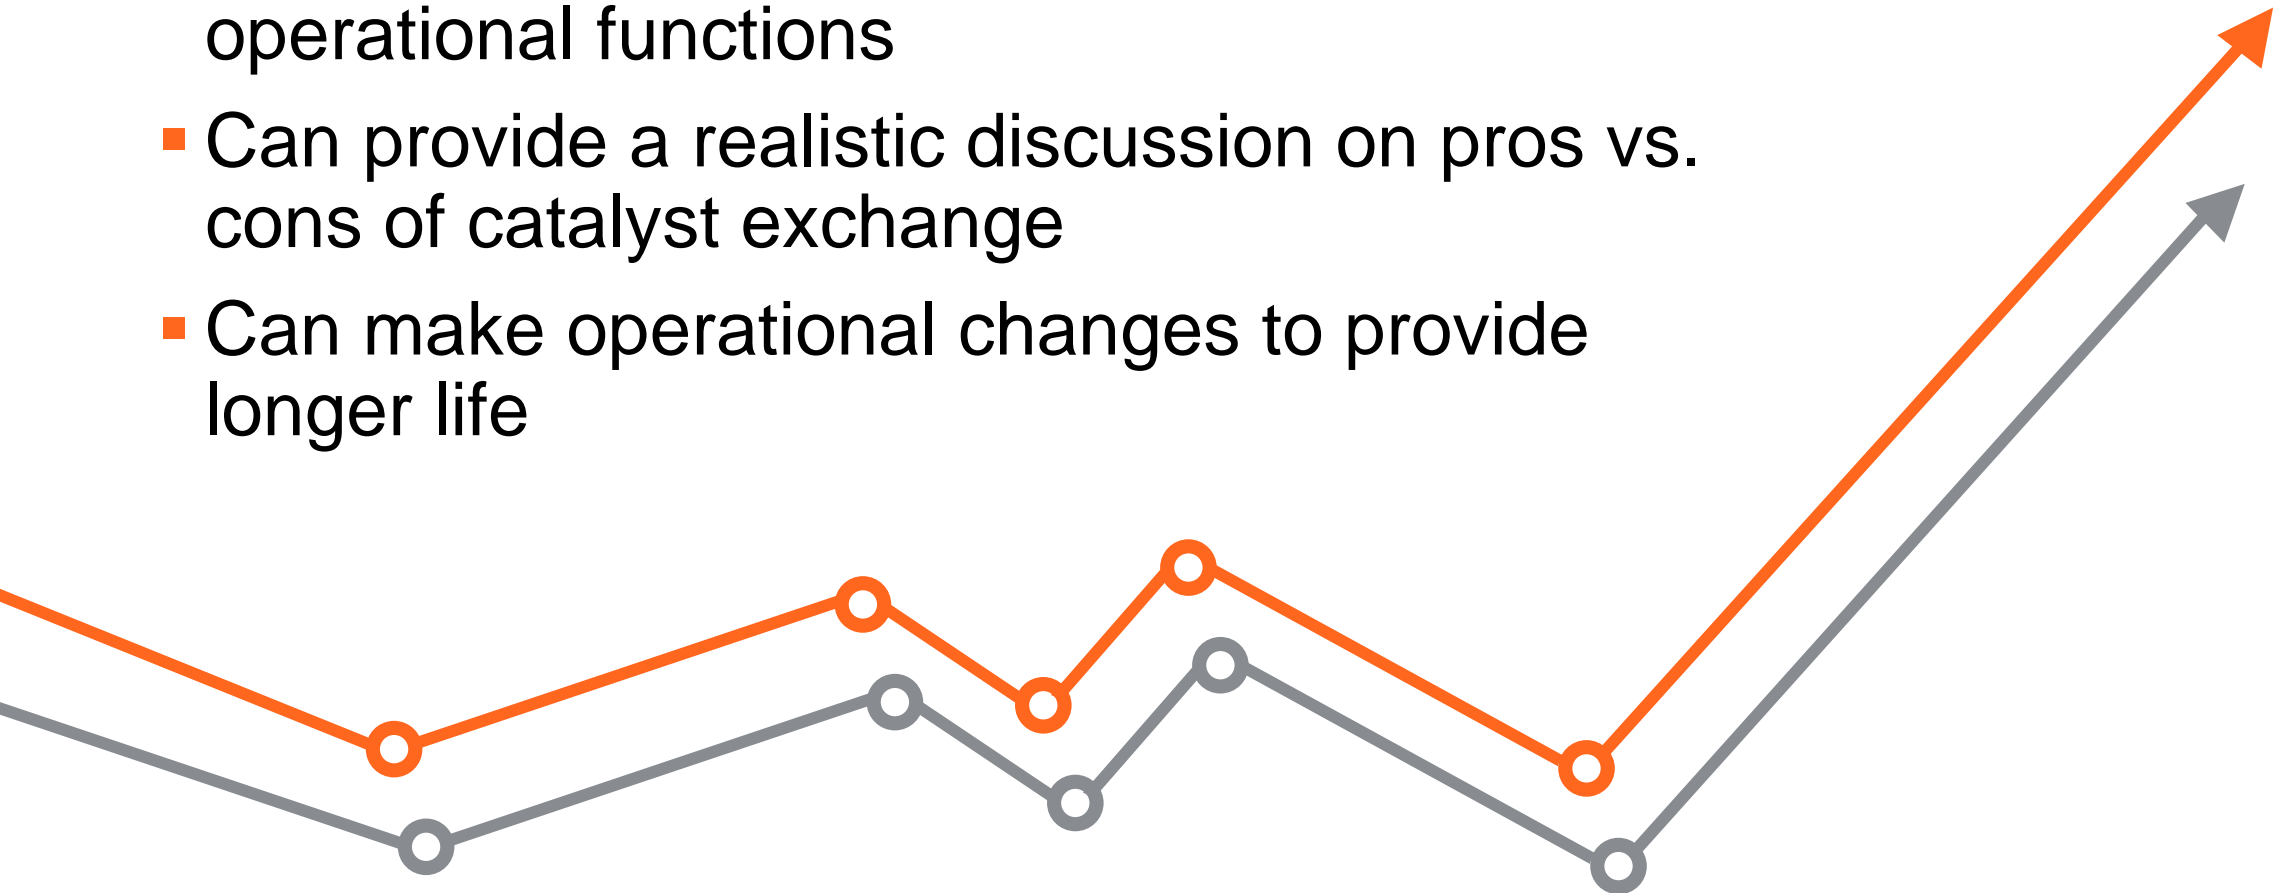 operational functions
▪ Can provide a realistic discussion on pros vs.
cons of catalyst exchange
▪ Can make operational changes to provide
longer life